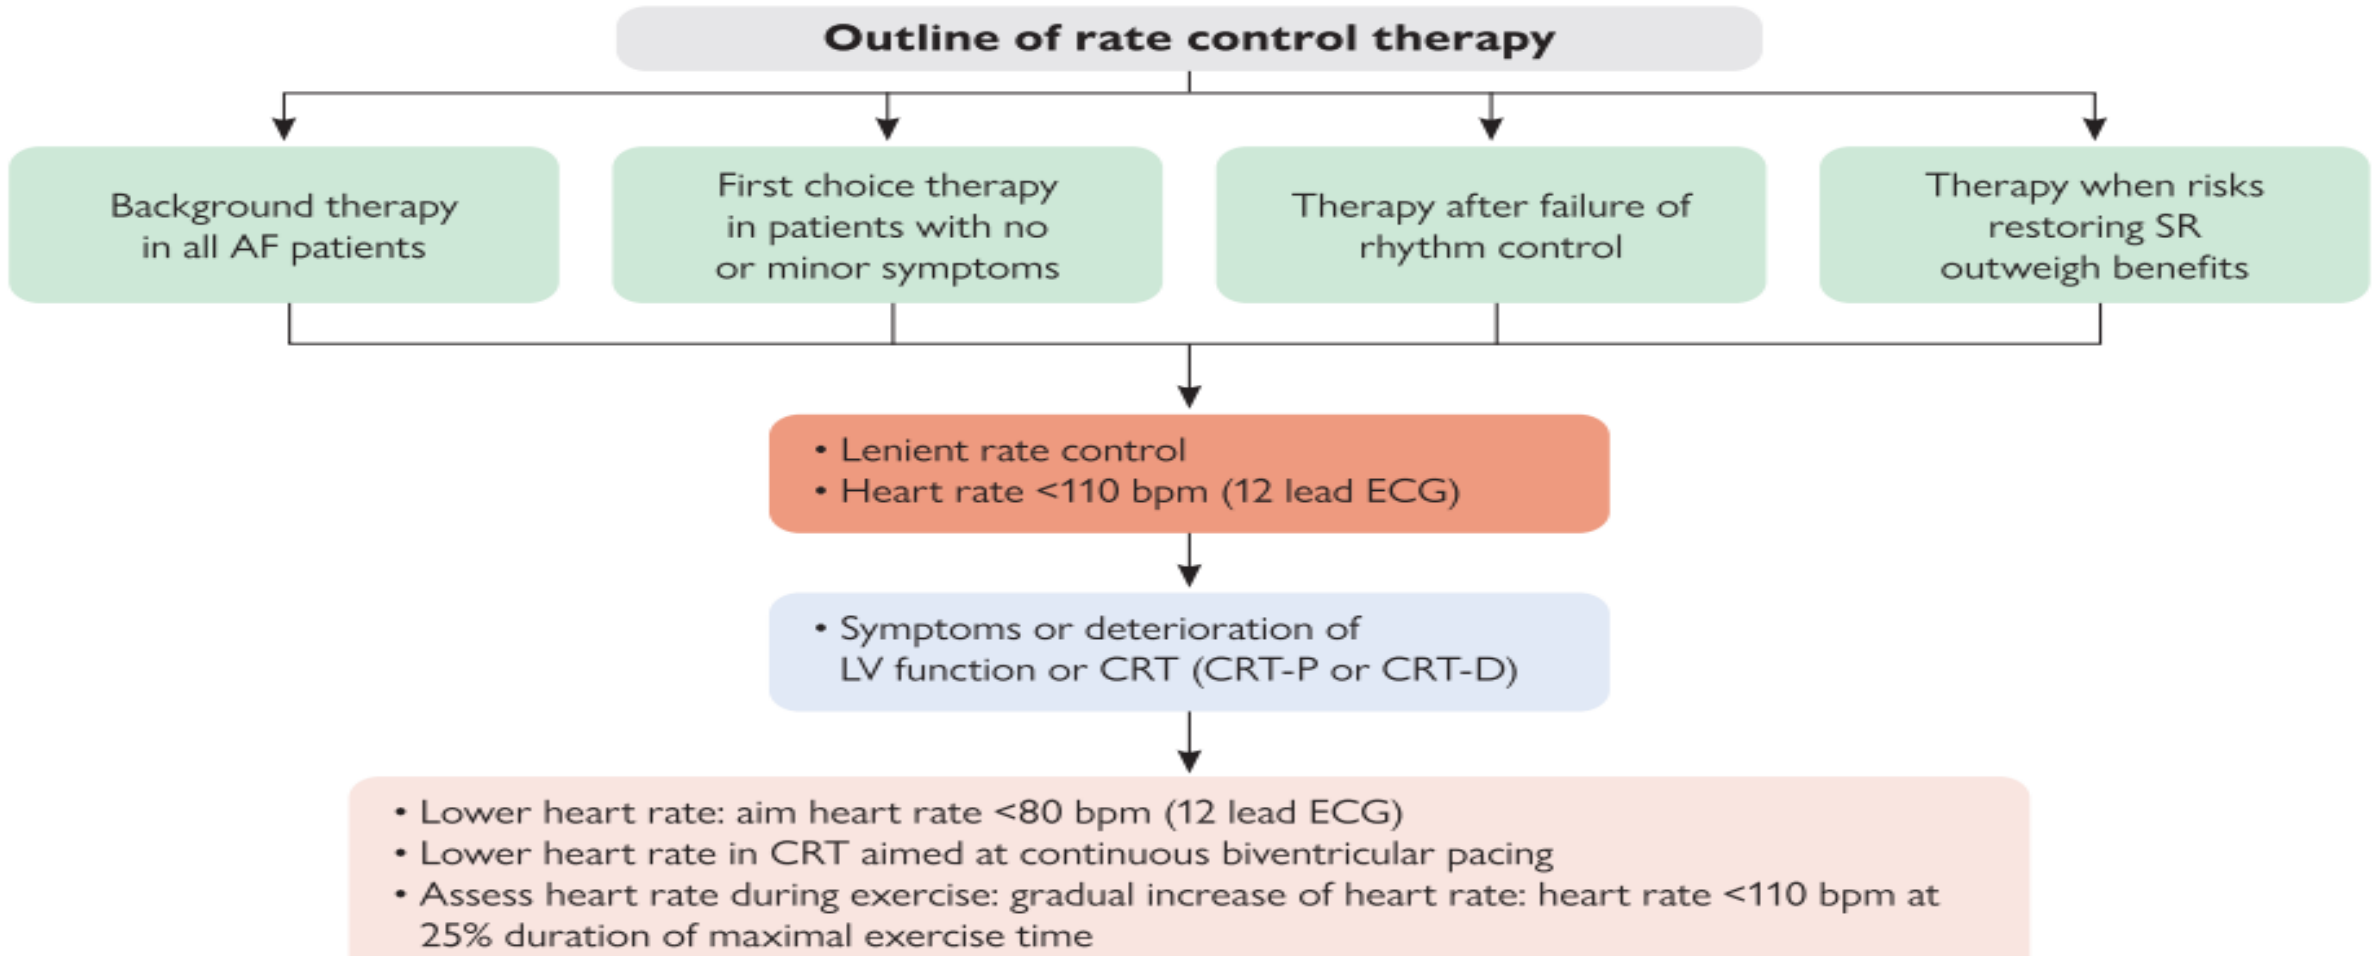 Outline of rate control therapy
Background therapy
in all AF patients
First choice therapy
in patients with no
or minor symptoms
Therapy after failure of
rhythm control
Therapy when risks
restoring SR
outweigh benefits
• Lenient rate control
• Heart rate <110 bpm (12 lead ECG)
• Symptoms or deterioration of
LV function or CRT (CRT-P or CRT-D)
• Lower heart rate: aim heart rate <80 bpm (12 lead ECG)
• Lower heart rate in CRT aimed at continuous biventricular pacing
• Assess heart rate during exercise: gradual increase of heart rate: heart rate <110 bpm at
25% duration of maximal exercise time